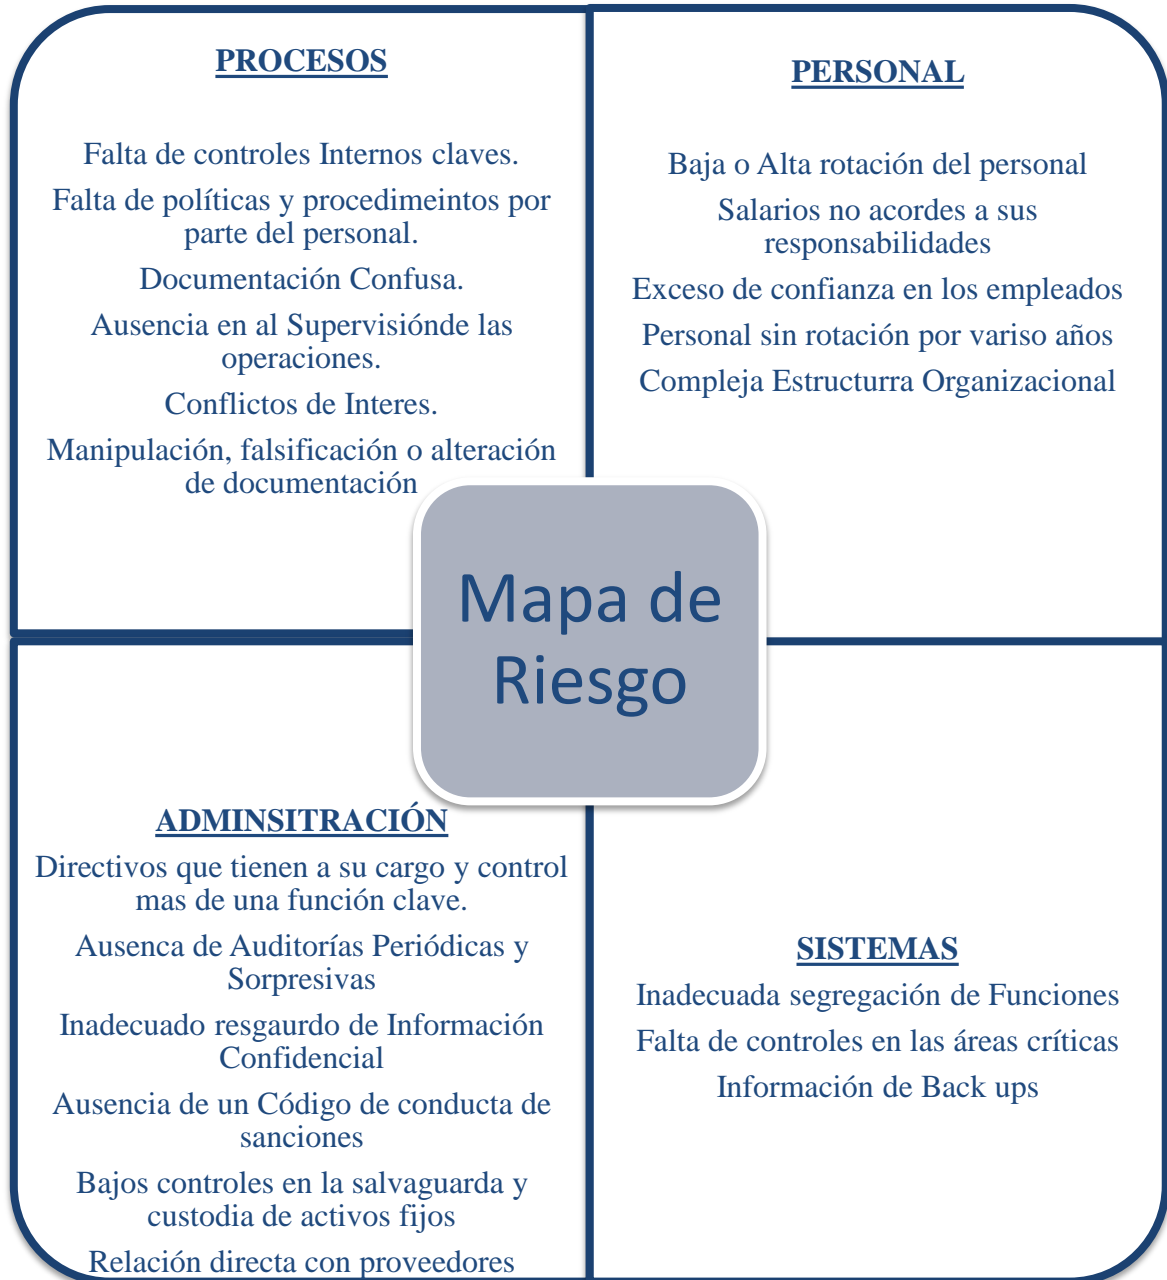 PROCESOS
Falta de controles Internos claves.
Falta de políticas y procedimeintos por
parte del personal.
Documentación Confusa.
Ausencia en al Supervisiónde las
operaciones.
Conflictos de Interes.
Manipulación, falsificación o alteración
de documentación
PERSONAL
Baja o Alta rotación del personal
Salarios no acordes a sus
responsabilidades
Exceso de confianza en los empleados
Personal sin rotación por variso años
Compleja Estructurra Organizacional
Mapa de
Riesgo
ADMINSITRACIÓN
Directivos que tienen a su cargo y control
mas de una función clave.
Ausenca de Auditorías Periódicas y
Sorpresivas
Inadecuado resgaurdo de Información
Confidencial
Ausencia de un Código de conducta de
sanciones
Bajos controles en la salvaguarda y
custodia de activos fijos
Relación directa con proveedores
SISTEMAS
Inadecuada segregación de Funciones
Falta de controles en las áreas críticas
Información de Back ups